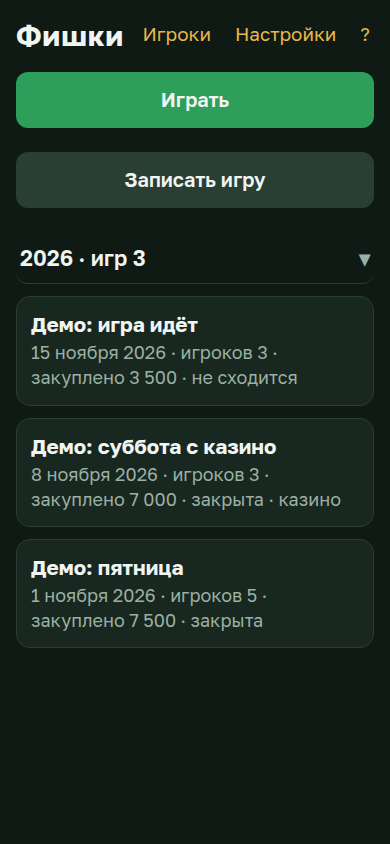 Фишки Игроки Настройки ?
Играть
Записать игру
2026 · игр 3 ▼
Демо: игра идёт
15 ноября 2026 · игроков 3 ·
закуплено 3 500 · не сходится
Демо: суббота с казино
8 ноября 2026 · игроков 3 ·
закуплено 7 000 · закрыта · казино
Демо: пятница
1 ноября 2026 · игроков 5 ·
закуплено 7 500 · закрыта